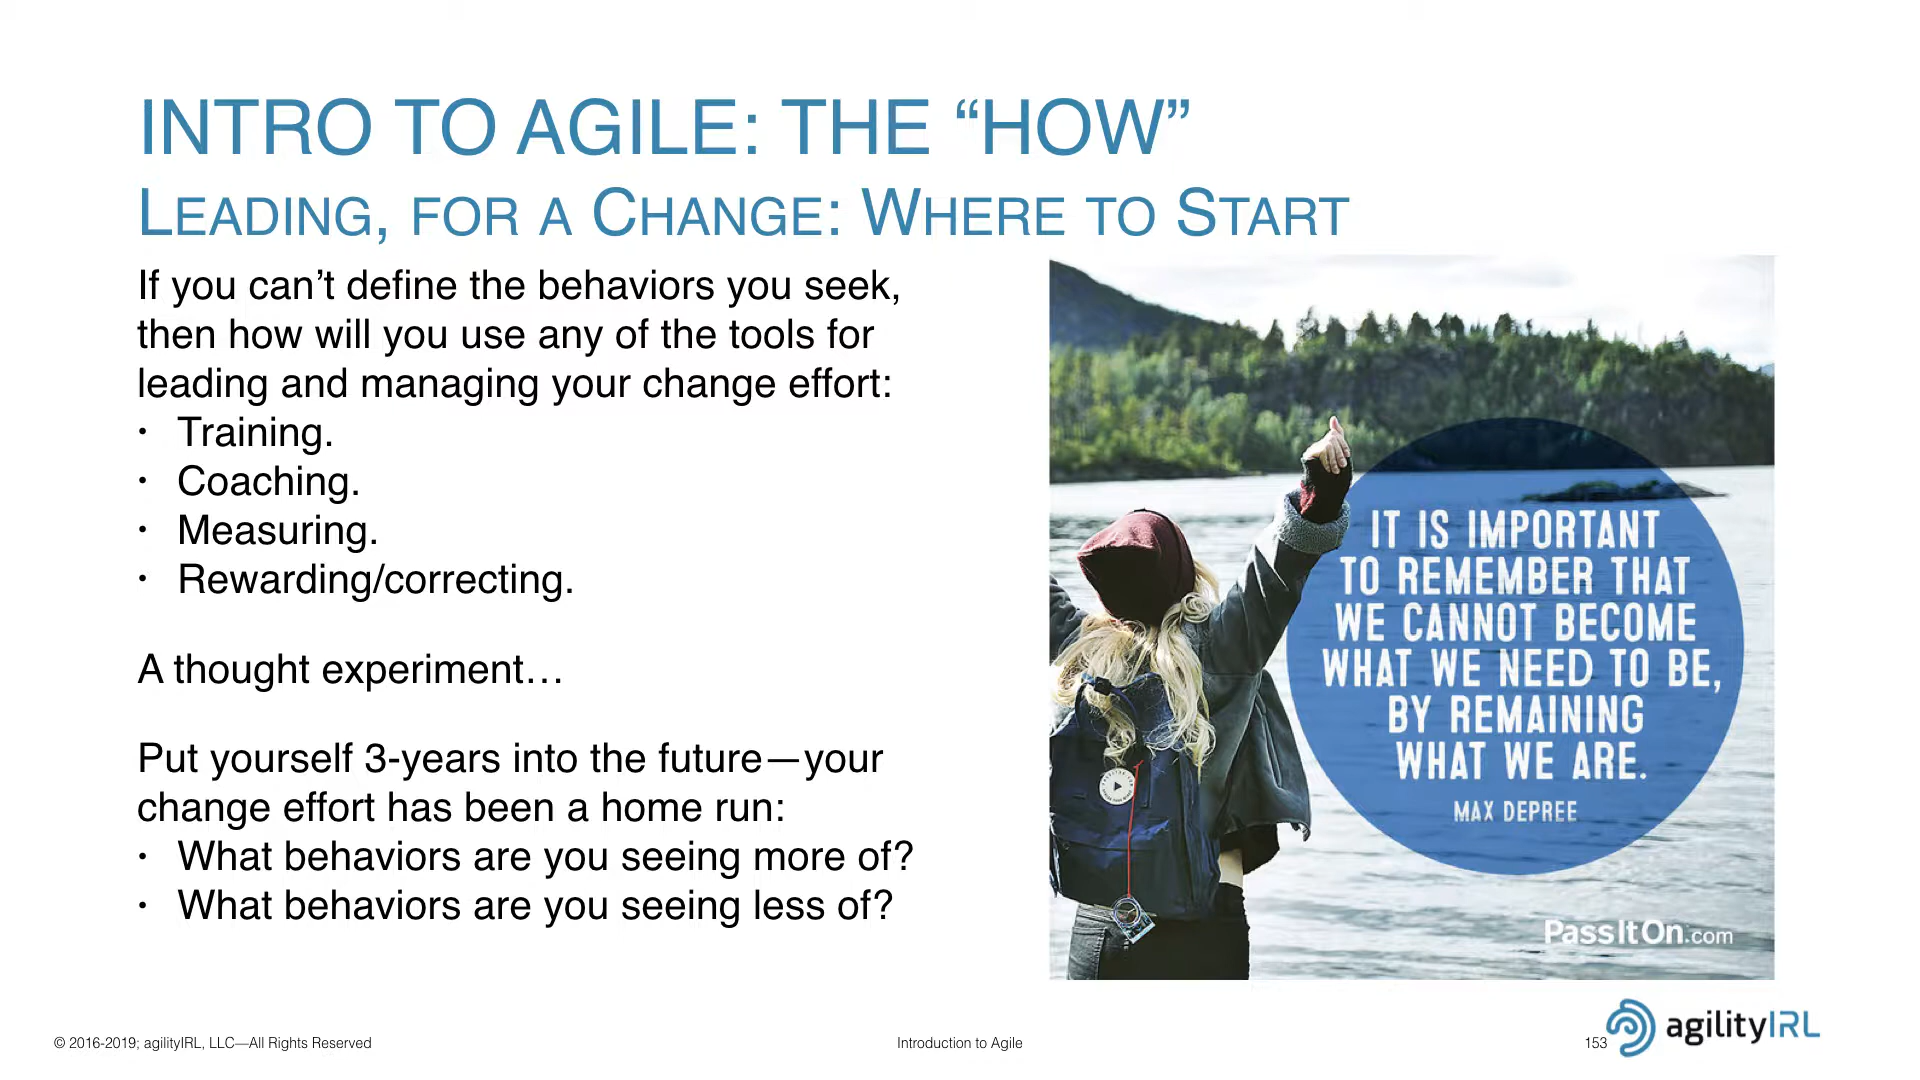 INTRO TO AGILE: THE “HOW”
LEADING, FOR A CHANGE: WHERE TO START
If you can’t define the behaviors you seek,
then how will you use any of the tools for
leading and managing your change effort:
• Training.
• Coaching.
• Measuring.
• Rewarding/correcting.
A thought experiment…
Put yourself 3-years into the future—your
change effort has been a home run:
• What behaviors are you seeing more of?
• What behaviors are you seeing less of?
IT IS IMPORTANT
TO REMEMBER THAT
WE CANNOT BECOME
WHAT WE NEED TO BE,
BY REMAINING
WHAT WE ARE.
MAX DEPREE
PassItOn.com
© 2016-2019; agilityIRL, LLC—All Rights Reserved
Introduction to Agile
153
agilityIRL